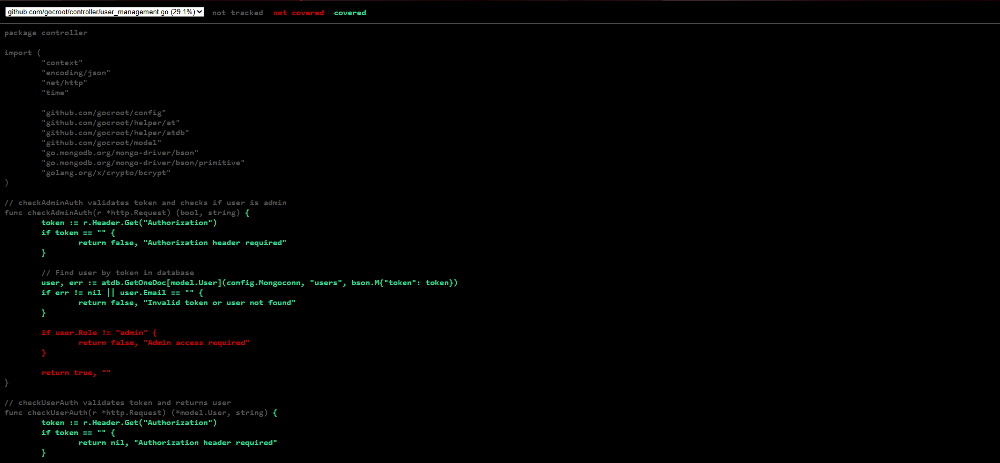 github.com/gocroot/controller/user_management.go (29.1%) not tracked not covered covered
package controller
import (
"context"
"encoding/json"
"net/http"
"time"
"github.com/gocroot/config"
"github.com/gocroot/helper/at"
"github.com/gocroot/helper/atdb"
"github.com/gocroot/model"
"go.mongodb.org/mongo-driver/bson"
"go.mongodb.org/mongo-driver/bson/primitive"
"golang.org/x/crypto/bcrypt"
)
// checkAdminAuth validates token and checks if user is admin
func checkAdminAuth(r *http.Request) (bool, string) {
token := r.Header.Get("Authorization")
if token == "" {
return false, "Authorization header required"
}
// Find user by token in database
user, err := atdb.GetOneDoc[model.User](config.Mongoconn, "users", bson.M{"token": token})
if err != nil || user.Email == "" {
return false, "Invalid token or user not found"
}
if user.Role != "admin" {
return false, "Admin access required"
}
return true, ""
}
// checkUserAuth validates token and returns user
func checkUserAuth(r *http.Request) (*model.User, string) {
token := r.Header.Get("Authorization")
if token == "" {
return nil, "Authorization header required"
}